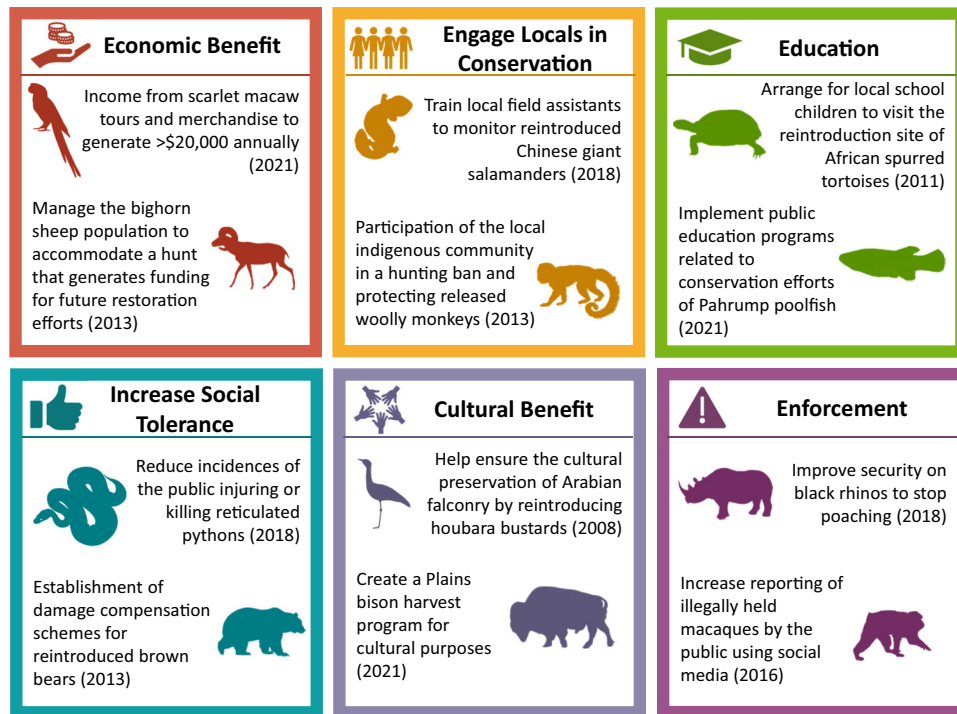 Economic Benefit
Income from scarlet macaw
tours and merchandise to
generate >$20,000 annually
(2021)
Manage the bighorn
sheep population to
accommodate a hunt
that generates funding
for future restoration
efforts (2013)
Engage Locals in
Conservation
Train local field assistants
to monitor reintroduced
Chinese giant
salamanders (2018)
Participation of the local
indigenous community
in a hunting ban and
protecting released
woolly monkeys (2013)
Education
Arrange for local school
children to visit the
reintroduction site of
African spurred
tortoises (2011)
Implement public
education programs
related to
conservation efforts
of Pahrump poolfish
(2021)
Increase Social
Tolerance
Reduce incidences of
the public injuring or
killing reticulated
pythons (2018)
Establishment of
damage compensation
schemes for
reintroduced brown
bears (2013)
Cultural Benefit
Help ensure the cultural
preservation of Arabian
falconry by reintroducing
houbara bustards (2008)
Create a Plains
bison harvest
program for
cultural purposes
(2021)
Enforcement
Improve security on
black rhinos to stop
poaching (2018)
Increase reporting of
illegally held
macaques by the
public using social
media (2016)